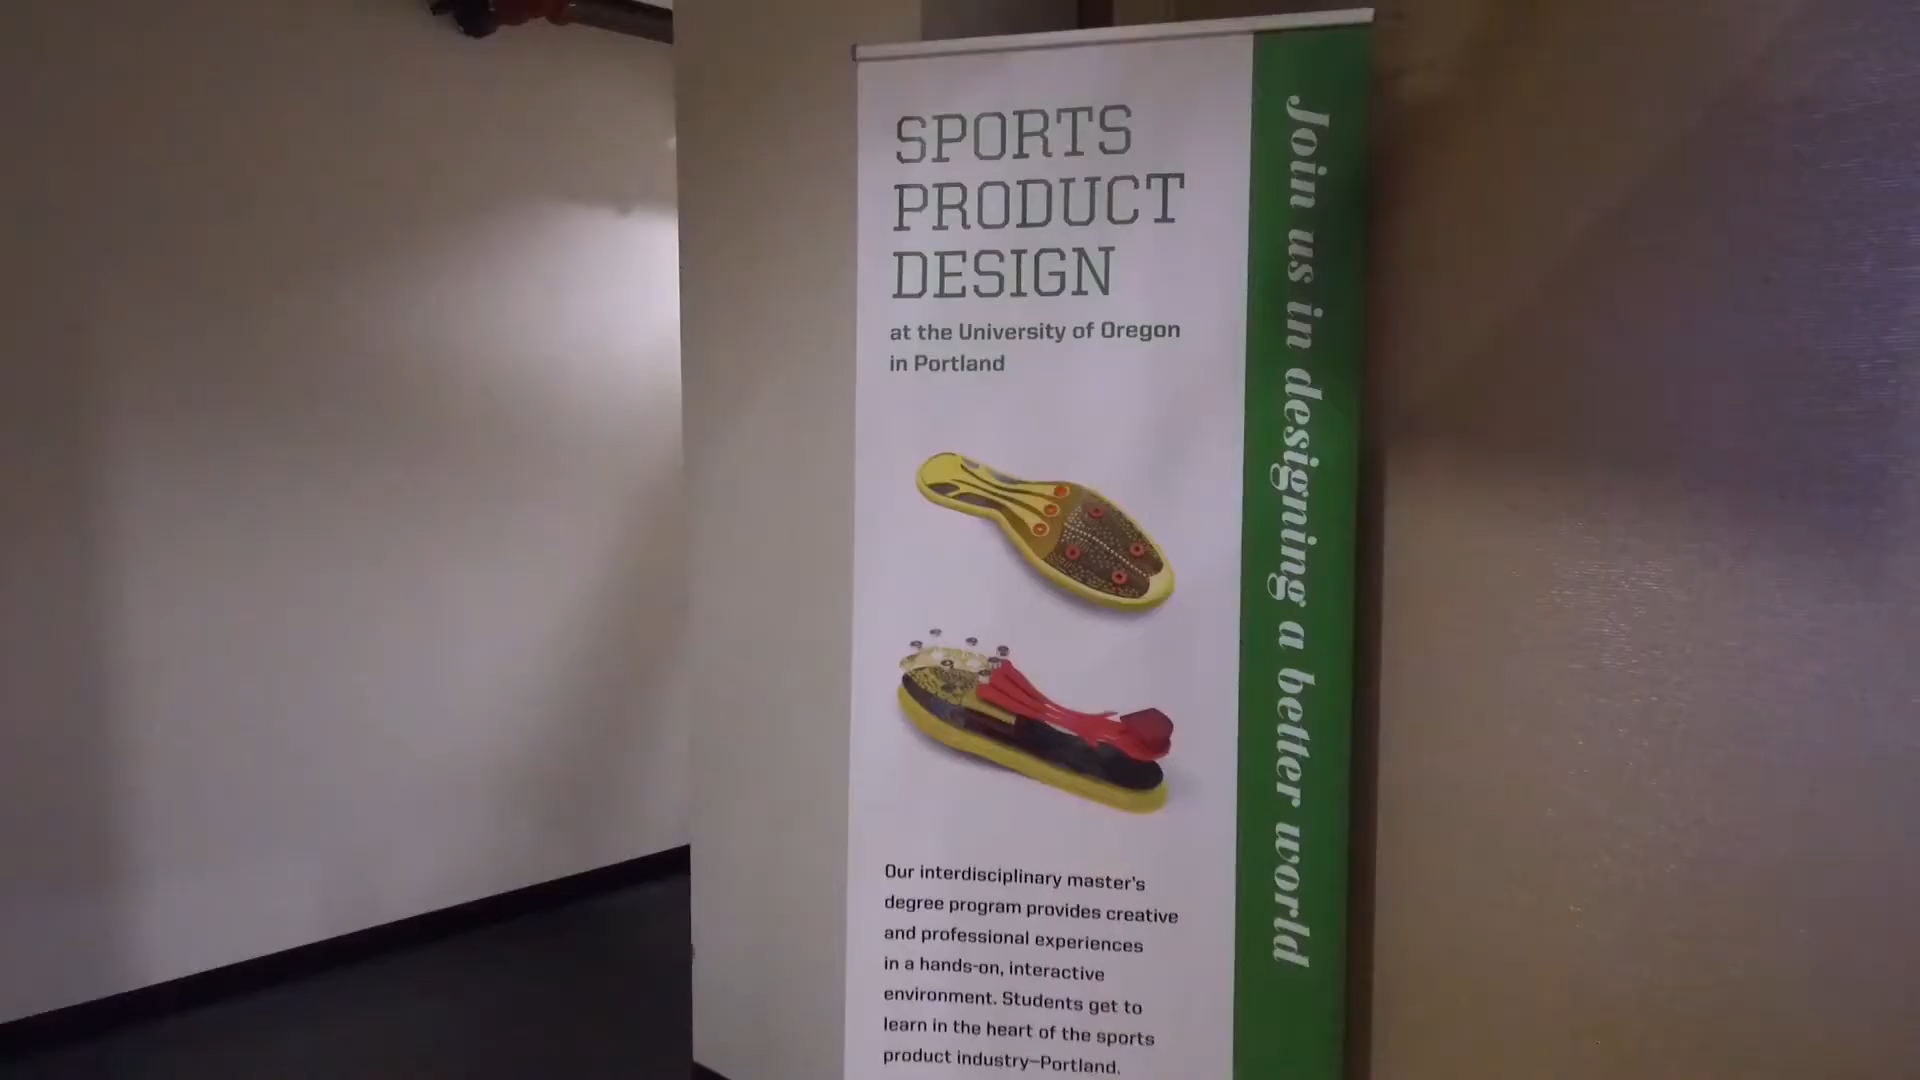 SPORTS
PRODUCT
DESIGN
at the University of Oregon
in Portland
Our interdisciplinary master's
degree program provides creative
and professional experiences
in a hands-on, interactive
environment. Students get to
learn in the heart of the sports
product industry—Portland.
Join us in designing a better world